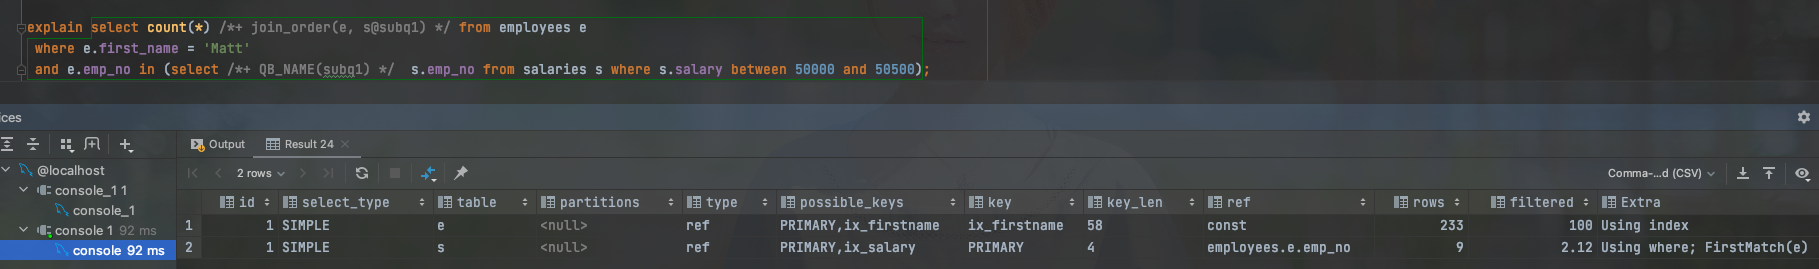 explain select count(*) /*+ join_order(e, s@subq1) */ from employees e
where e.first_name = 'Matt'
and e.emp_no in (select /*+ QB_NAME(subq1) */  s.emp_no from salaries s where s.salary between 50000 and 50500);
ices
Output Result 24
@localhost
console_1 1
console_1
console 1 92 ms
console 92 ms
2 rows
Comma-...d (CSV)
id select_type table partitions type possible_keys key key_len ref rows filtered Extra
1 1 SIMPLE e <null> ref PRIMARY,ix_firstname ix_firstname 58 const 233 100 Using index
2 1 SIMPLE s <null> ref PRIMARY,ix_salary PRIMARY 4 employees.e.emp_no 9 2.12 Using where; FirstMatch(e)